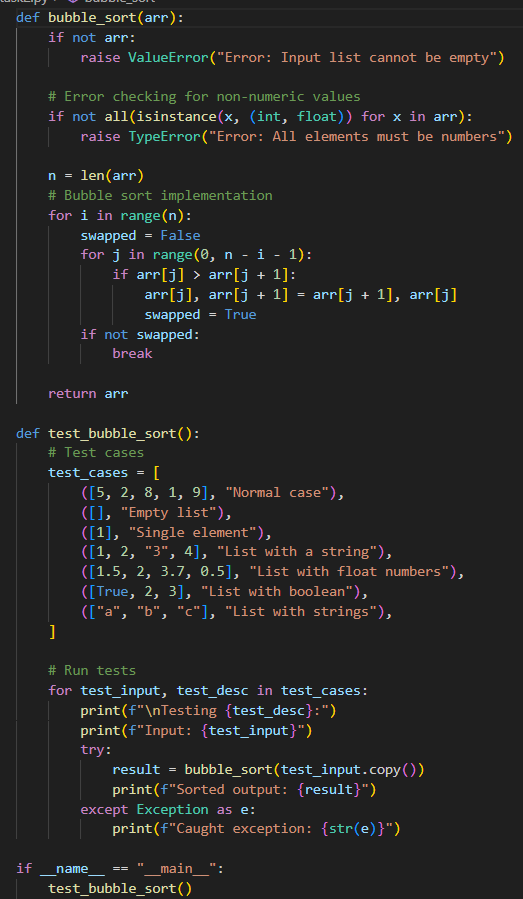 def bubble_sort(arr):
    if not arr:
        raise ValueError("Error: Input list cannot be empty")

    # Error checking for non-numeric values
    if not all(isinstance(x, (int, float)) for x in arr):
        raise TypeError("Error: All elements must be numbers")

    n = len(arr)
    # Bubble sort implementation
    for i in range(n):
        swapped = False
        for j in range(0, n - i - 1):
            if arr[j] > arr[j + 1]:
                arr[j], arr[j + 1] = arr[j + 1], arr[j]
                swapped = True
        if not swapped:
            break

    return arr

def test_bubble_sort():
    # Test cases
    test_cases = [
        ([5, 2, 8, 1, 9], "Normal case"),
        ([], "Empty list"),
        ([1], "Single element"),
        ([1, 2, "3", 4], "List with a string"),
        ([1.5, 2, 3.7, 0.5], "List with float numbers"),
        ([True, 2, 3], "List with boolean"),
        (["a", "b", "c"], "List with strings"),
    ]

    # Run tests
    for test_input, test_desc in test_cases:
        print(f"\nTesting {test_desc}:")
        print(f"Input: {test_input}")
        try:
            result = bubble_sort(test_input.copy())
            print(f"Sorted output: {result}")
        except Exception as e:
            print(f"Caught exception: {str(e)}")

if __name__ == "__main__":
    test_bubble_sort()